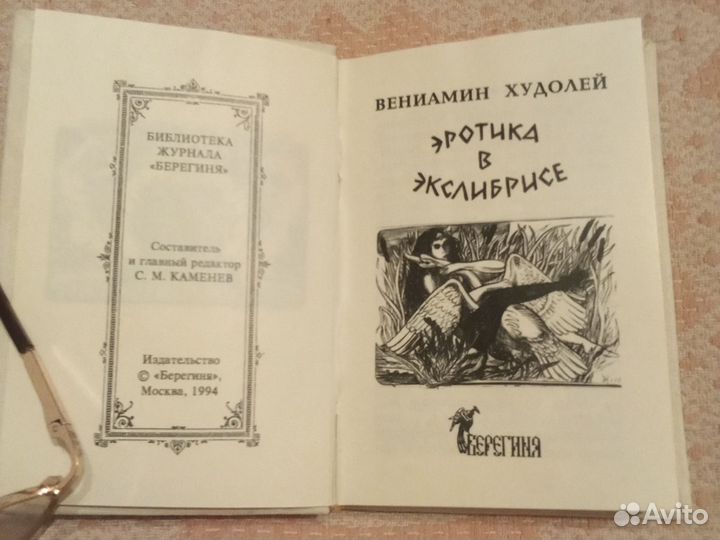 БИБЛИОТЕКА
ЖУРНАЛА
«БЕРЕГИНЯ»
Составитель
и главный редактор
С. М. КАМЕНЕВ
Издательство
© «Берегиня»,
Москва, 1994
ВЕНИАМИН ХУДОЛЕЙ
ЭРОТИКА
В
ЭКСЛИБРИСЕ
БЕРЕГИНЯ
Avito